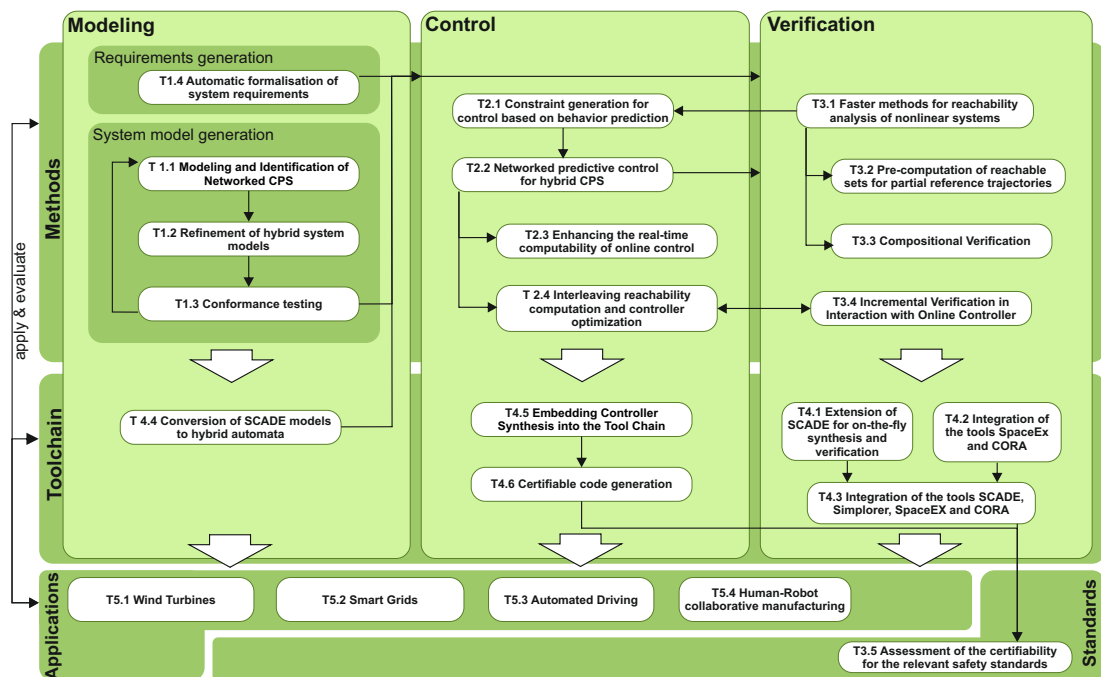 Modeling
Control
Verification
Requirements generation
T1.4 Automatic formalisation of
system requirements
System model generation
T 1.1 Modeling and Identification of
Networked CPS
T1.2 Refinement of hybrid system
models
T1.3 Conformance testing
T2.1 Constraint generation for
control based on behavior prediction
T2.2 Networked predictive control
for hybrid CPS
T2.3 Enhancing the real-time
computability of online control
T 2.4 Interleaving reachability
computation and controller
optimization
T3.1 Faster methods for reachability
analysis of nonlinear systems
T3.2 Pre-computation of reachable
sets for partial reference trajectories
T3.3 Compositional Verification
T3.4 Incremental Verification in
Interaction with Online Controller
Methods
apply & evaluate
Toolchain
T 4.4 Conversion of SCADE models
to hybrid automata
T4.5 Embedding Controller
Synthesis into the Tool Chain
T4.6 Certifiable code generation
T4.1 Extension of
SCADE for on-the-fly
synthesis and
verification
T4.2 Integration of
the tools SpaceEx
and CORA
T4.3 Integration of the tools SCADE,
Simplorer, SpaceEX and CORA
Applications
T5.1 Wind Turbines
T5.2 Smart Grids
T5.3 Automated Driving
T5.4 Human-Robot
collaborative manufacturing
Standards
T3.5 Assessment of the certifiability
for the relevant safety standards